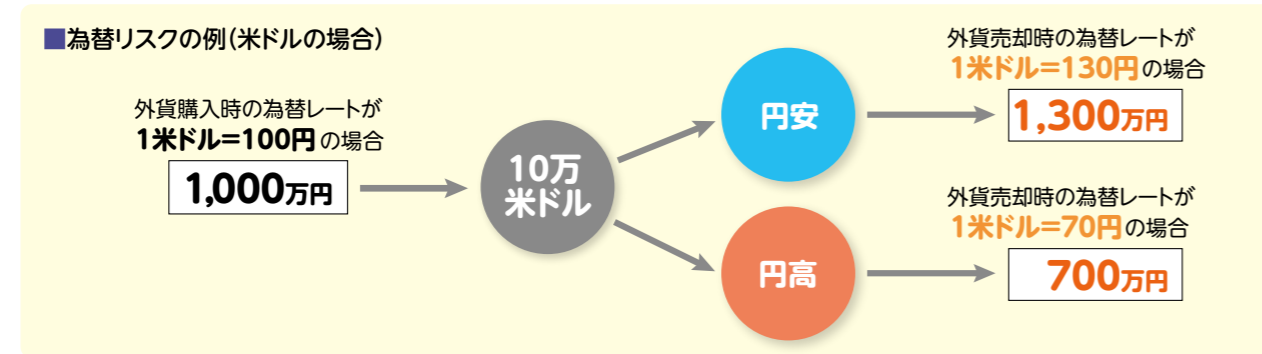 ■為替リスクの例(米ドルの場合)
外貨購入時の為替レートが
1米ドル=100円の場合
1,000万円
10万
米ドル
円安
外貨売却時の為替レートが
1米ドル=130円の場合
1,300万円
円高
外貨売却時の為替レートが
1米ドル=70円の場合
700万円